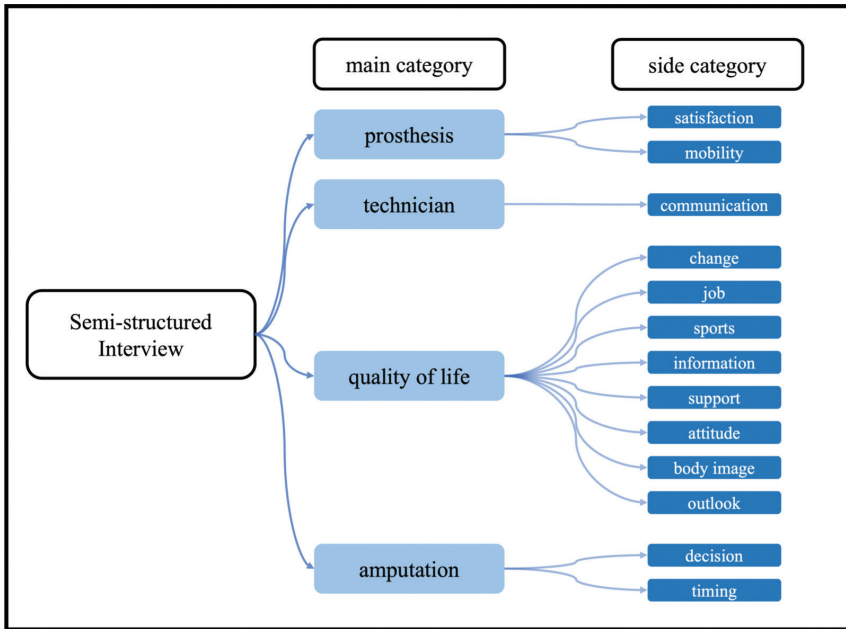 main category
side category
prosthesis
satisfaction
mobility
technician
communication
Semi-structured
Interview
quality of life
change
job
sports
information
support
attitude
body image
outlook
amputation
decision
timing